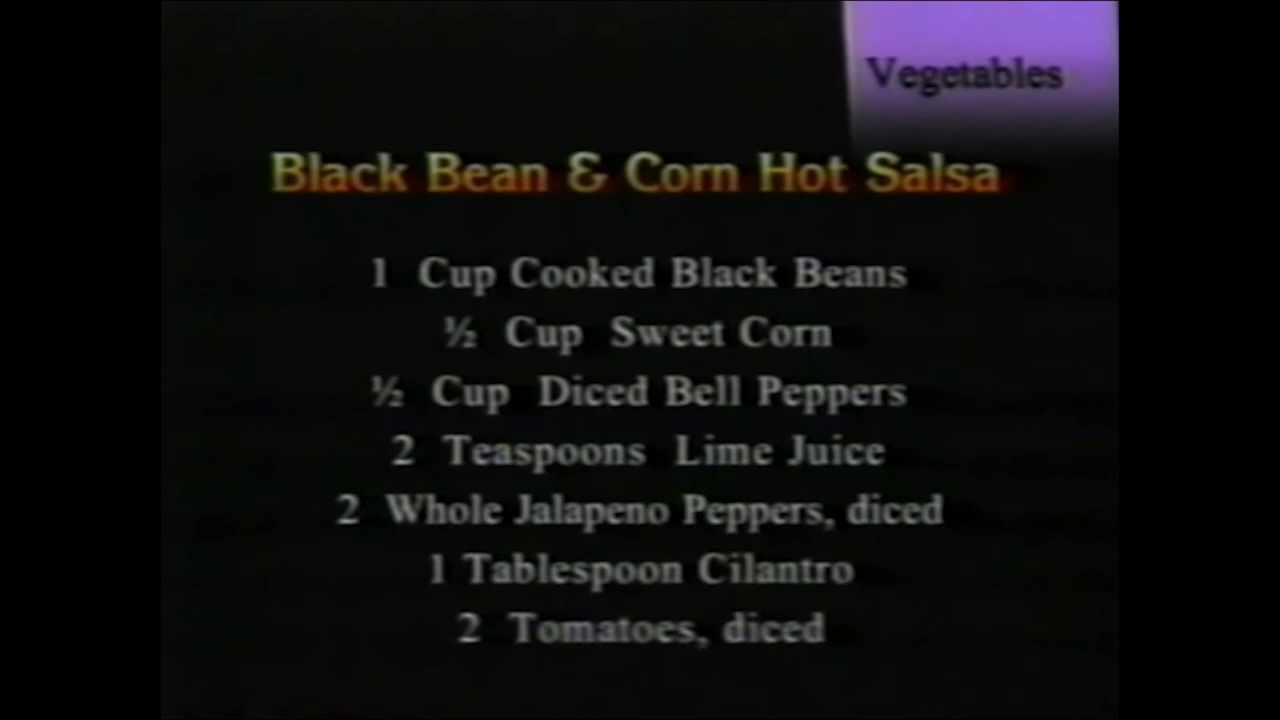 Vegetables
Black Bean & Corn Hot Salsa
1 Cup Cooked Black Beans
½ Cup Sweet Corn
½ Cup Diced Bell Peppers
2 Teaspoons Lime Juice
2 Whole Jalapeno Peppers, diced
1 Tablespoon Cilantro
2 Tomatoes, diced